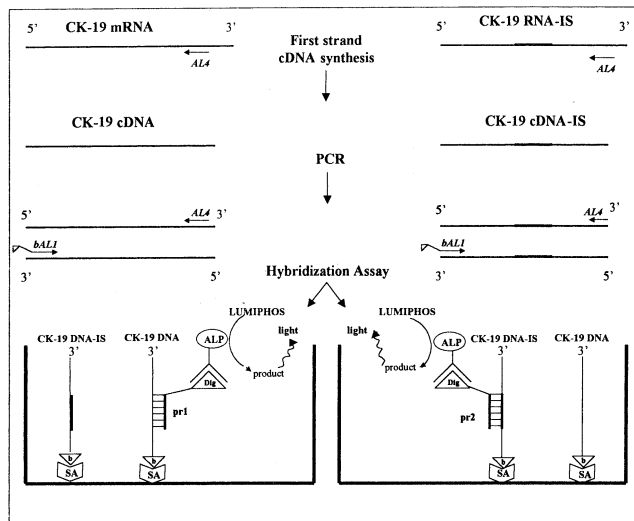 5’ CK-19 mRNA 3’
AL4
First strand
cDNA synthesis
5’ CK-19 RNA-IS 3’
AL4
CK-19 cDNA
CK-19 cDNA-IS
PCR
5’ AL4 3’
bAL1
3’ 5’
5’ AL4 3’
bAL1
3’ 5’
Hybridization Assay
CK-19 DNA-IS
3’
b
SA
CK-19 DNA
3’
pr1
b
SA
LUMIPHOS
ALP
Dig
light
product
LUMIPHOS
light
ALP
product
Dig
CK-19 DNA-IS
3’
pr2
b
SA
CK-19 DNA
3’
b
SA